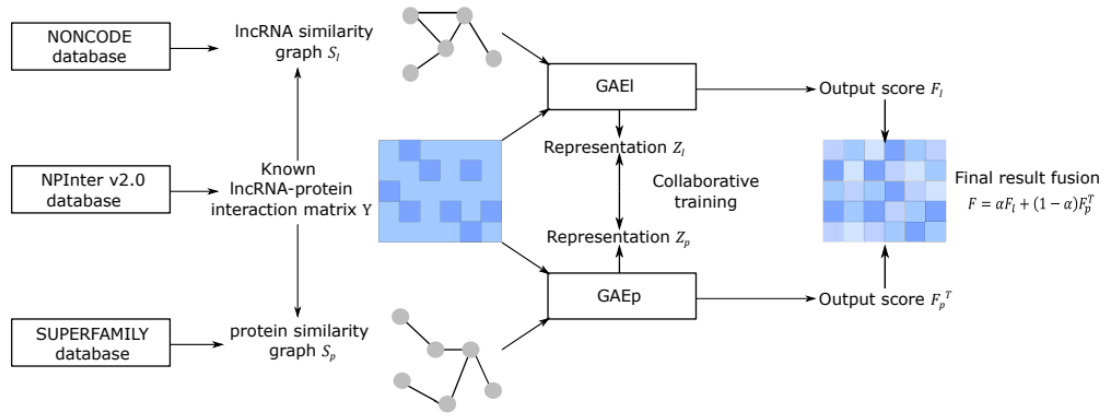 NONCODE
database
lncRNA similarity
graph S_l
GAEl
Output score F_l
NPInter v2.0
database
Known
lncRNA-protein
interaction matrix Y
Representation Z_l
Collaborative
training
Representation Z_p
Final result fusion
F = αF_l + (1 − α)F_p^T
SUPERFAMILY
database
protein similarity
graph S_p
GAEp
Output score F_p^T